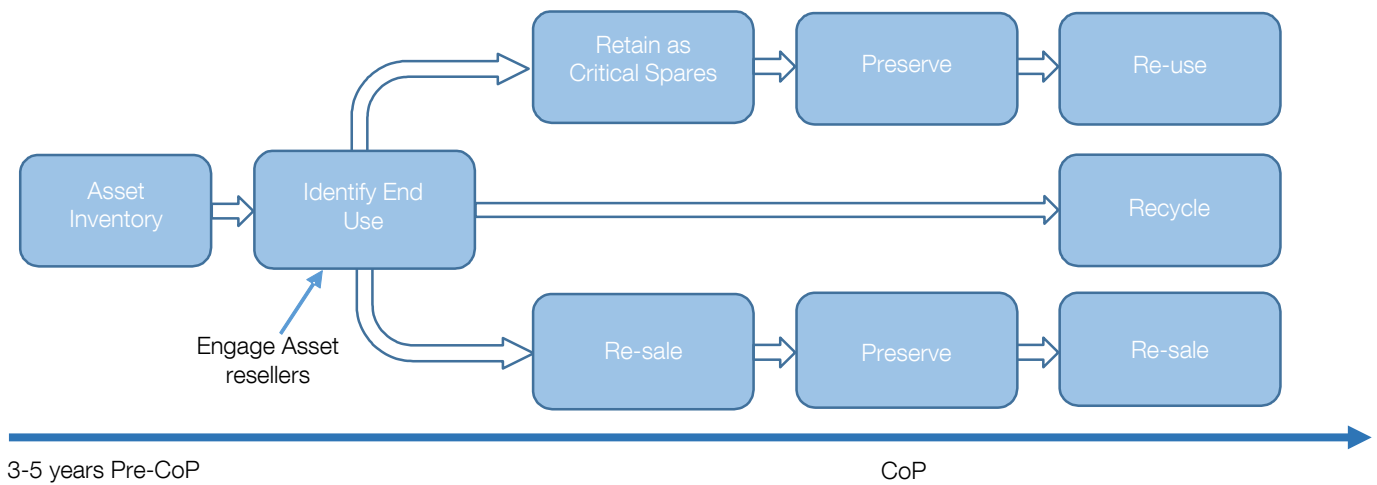 Retain as
Critical Spares
Preserve
Re-use
Asset
Inventory
Identify End
Use
Recycle
Engage Asset
resellers
Re-sale
Preserve
Re-sale
3-5 years Pre-CoP
CoP